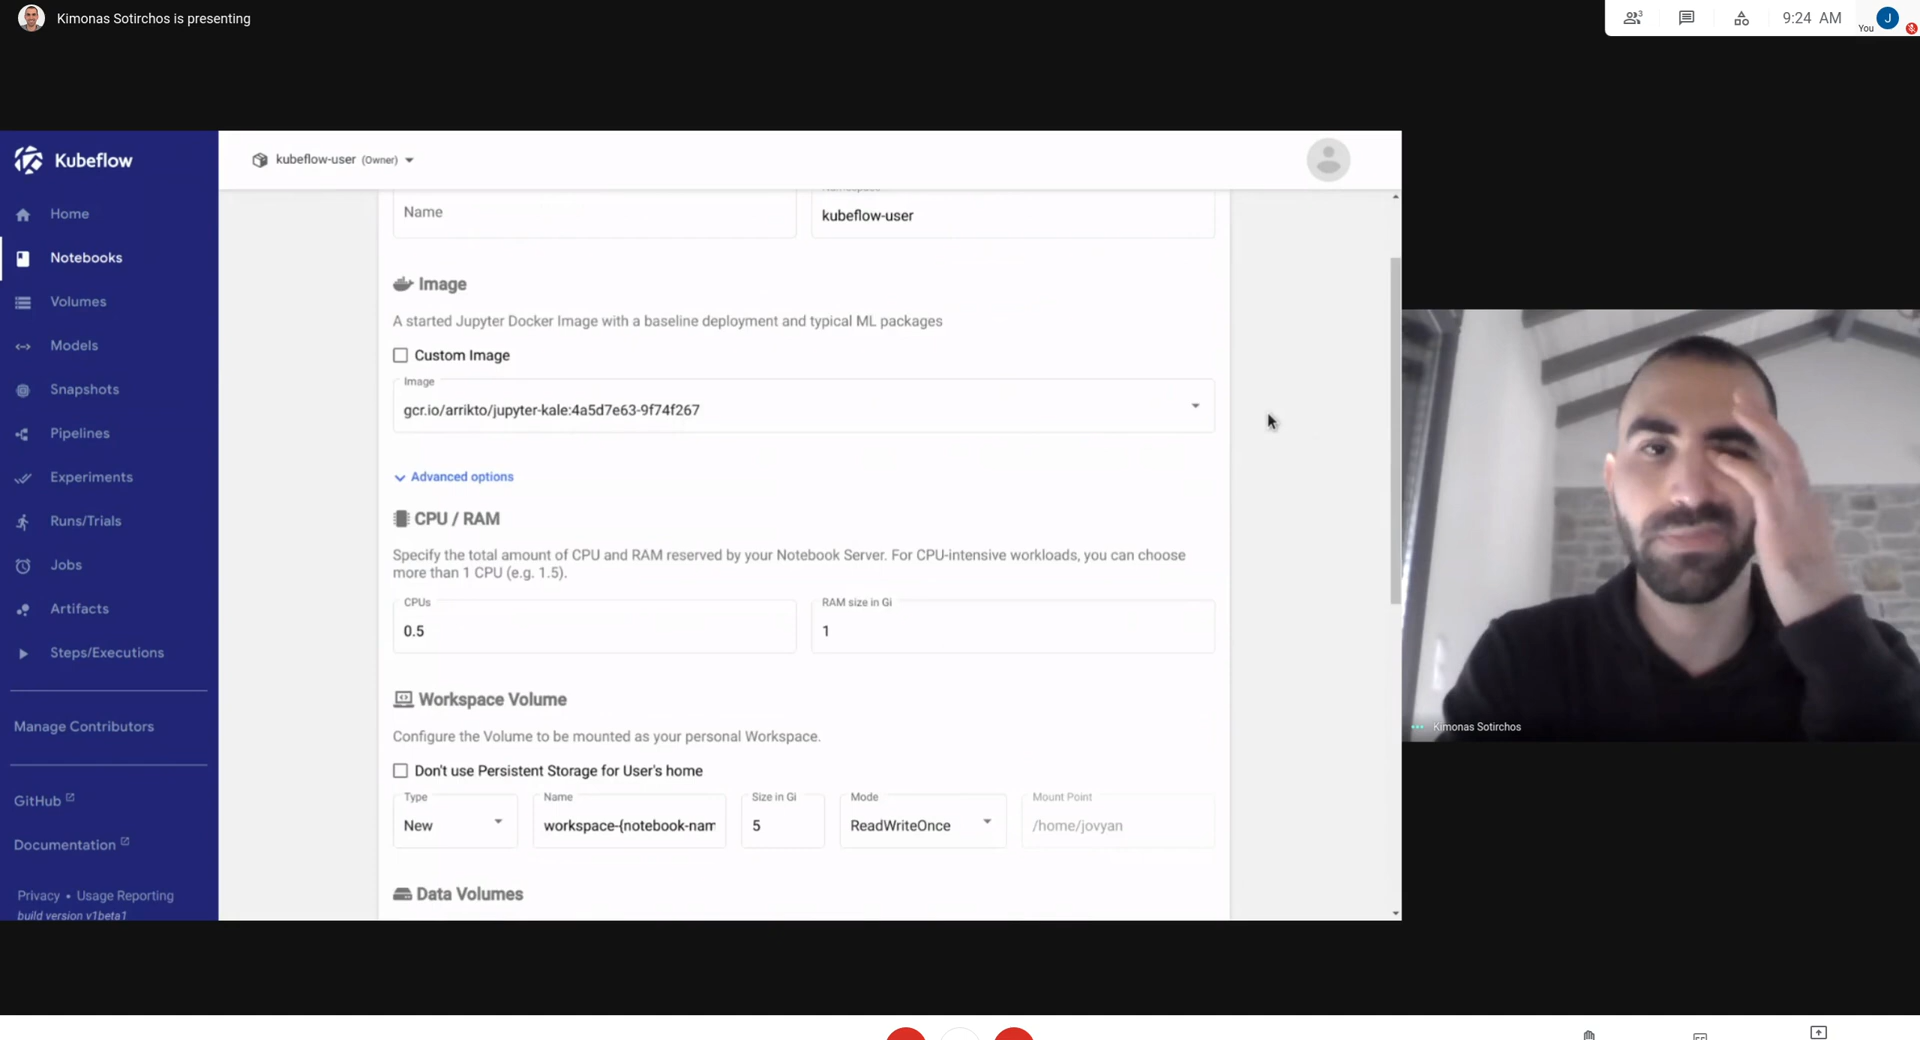 Kimonas Sotirchos is presenting
3
9:24 AM
You
J
Kubeflow
kubeflow-user (Owner)
Home
Notebooks
Volumes
Models
Snapshots
Pipelines
Experiments
Runs/Trials
Jobs
Artifacts
Steps/Executions
Manage Contributors
GitHub
Documentation
Privacy • Usage Reporting
build version v1beta1
Name
kubeflow-user
Image
A started Jupyter Docker Image with a baseline deployment and typical ML packages
Custom Image
Image
gcr.io/arrikto/jupyter-kale:4a5d7e63-9f74f267
Advanced options
CPU / RAM
Specify the total amount of CPU and RAM reserved by your Notebook Server. For CPU-intensive workloads, you can choose
more than 1 CPU (e.g. 1.5).
CPUs
0.5
RAM size in Gi
1
Workspace Volume
Configure the Volume to be mounted as your personal Workspace.
Don't use Persistent Storage for User's home
Type
New
Name
workspace-{notebook-nam
Size in Gi
5
Mode
ReadWriteOnce
Mount Point
/home/jovyan
Data Volumes
Kimonas Sotirchos